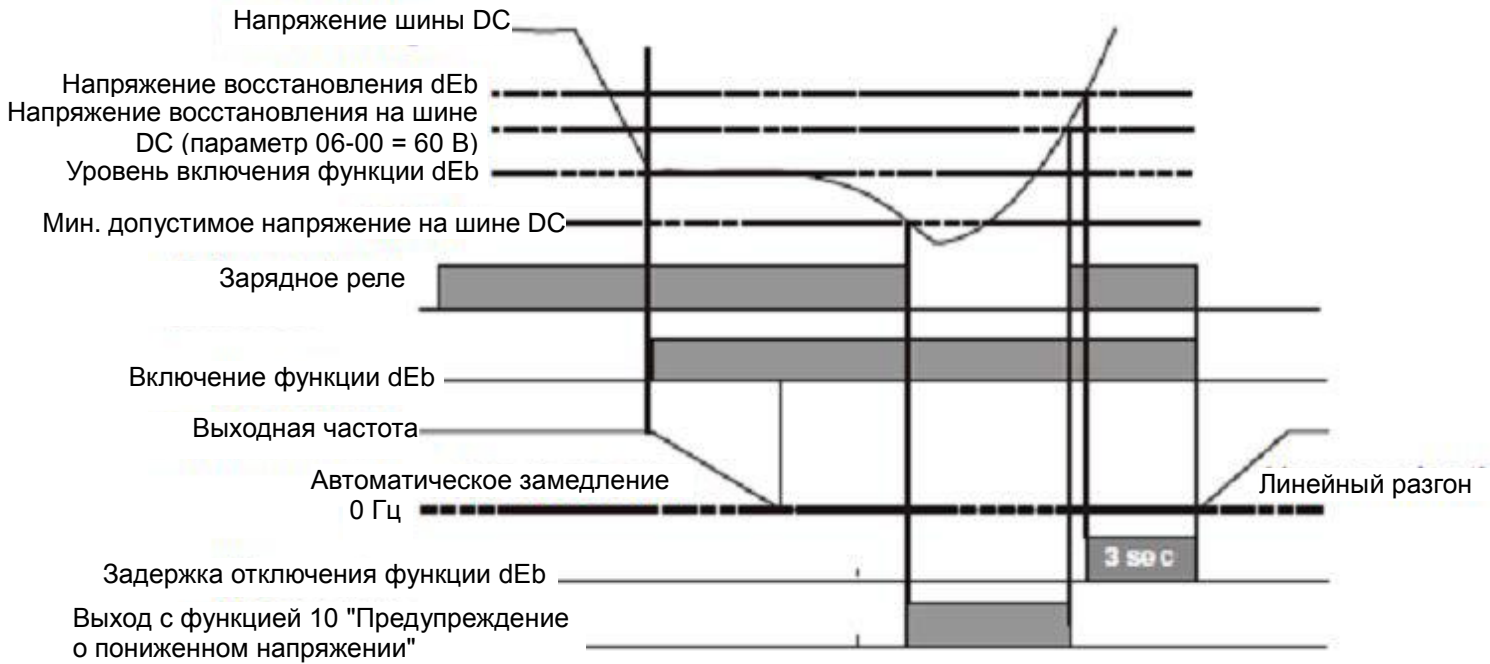 Напряжение шины DC
Напряжение восстановления dEb
Напряжение восстановления на шине
DC (параметр 06-00 = 60 В)
Уровень включения функции dEb
Мин. допустимое напряжение на шине DC
Зарядное реле
Включение функции dEb
Выходная частота
Автоматическое замедление
0 Гц
Линейный разгон
3 sec
Задержка отключения функции dEb
Выход с функцией 10 "Предупреждение
о пониженном напряжении"